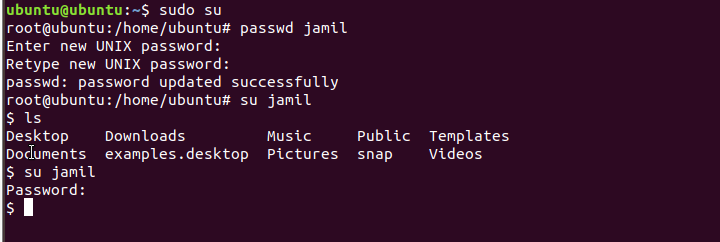 ubuntu@ubuntu:~$ sudo su
root@ubuntu:/home/ubuntu# passwd jamil
Enter new UNIX password:
Retype new UNIX password:
passwd: password updated successfully
root@ubuntu:/home/ubuntu# su jamil
$ ls
Desktop    Downloads         Music     Public  Templates
Documents  examples.desktop  Pictures  snap    Videos
$ su jamil
Password:
$